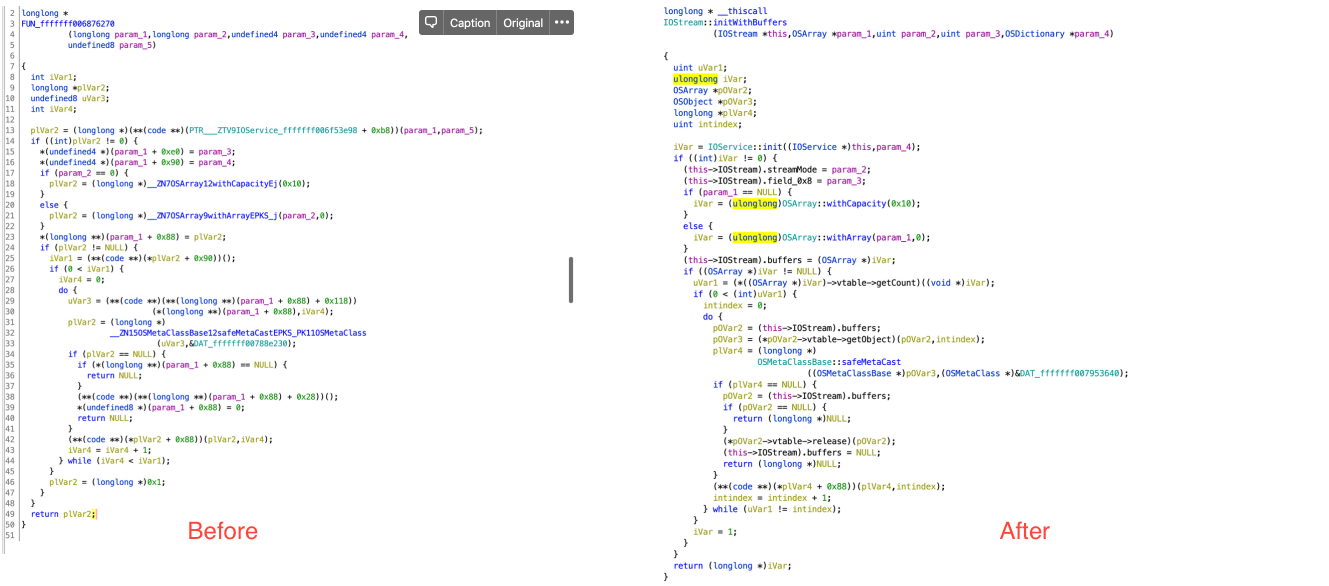 2 longlong *
3 FUN_fffffff006876270
4 (longlong param_1,longlong param_2,undefined4 param_3,undefined4 param_4,
5 undefined8 param_5)
6
7 {
8 int iVar1;
9 longlong *plVar2;
10 undefined8 uVar3;
11 int iVar4;
12
13 plVar2 = (longlong *)(**(code **)(PTR___ZTV9IOService_fffffff006f53e98 + 0xb8))(param_1,param_5);
14 if ((int)plVar2 != 0) {
15 *(undefined4 *)(param_1 + 0xe0) = param_3;
16 *(undefined4 *)(param_1 + 0x90) = param_4;
17 if (param_2 == 0) {
18 plVar2 = (longlong *)__ZN7OSArray12withCapacityEj(0x10);
19 }
20 else {
21 plVar2 = (longlong *)__ZN7OSArray9withArrayEPKS_j(param_2,0);
22 }
23 *(longlong **)(param_1 + 0x88) = plVar2;
24 if (plVar2 != NULL) {
25 iVar1 = (**(code **)(*plVar2 + 0x90))();
26 if (0 < iVar1) {
27 iVar4 = 0;
28 do {
29 uVar3 = (**(code **)(**(longlong **)(param_1 + 0x88) + 0x118))
30 (*(longlong **)(param_1 + 0x88),iVar4);
31 plVar2 = (longlong *)
32 __ZN15OSMetaClassBase12safeMetaCastEPKS_PK11OSMetaClass
33 (uVar3,&DAT_fffffff00788e230);
34 if (plVar2 == NULL) {
35 if (*(longlong **)(param_1 + 0x88) == NULL) {
36 return NULL;
37 }
38 (**(code **)(**(longlong **)(param_1 + 0x88) + 0x28))();
39 *(undefined8 *)(param_1 + 0x88) = 0;
40 return NULL;
41 }
42 (**(code **)(*plVar2 + 0x88))(plVar2,iVar4);
43 iVar4 = iVar4 + 1;
44 } while (iVar4 < iVar1);
45 }
46 plVar2 = (longlong *)0x1;
47 }
48 }
49 return plVar2;
50 }
51
Caption Original •••
Before
longlong * __thiscall
IOStream::initWithBuffers
(IOStream *this,OSArray *param_1,uint param_2,uint param_3,OSDictionary *param_4)
{
uint uVar1;
ulonglong iVar;
OSArray *pOVar2;
OSObject *pOVar3;
longlong *plVar4;
uint intindex;
iVar = IOService::init((IOService *)this,param_4);
if ((int)iVar != 0) {
(this->IOStream).streamMode = param_2;
(this->IOStream).field_0x8 = param_3;
if (param_1 == NULL) {
iVar = (ulonglong)OSArray::withCapacity(0x10);
}
else {
iVar = (ulonglong)OSArray::withArray(param_1,0);
}
(this->IOStream).buffers = (OSArray *)iVar;
if ((OSArray *)iVar != NULL) {
uVar1 = (*((OSArray *)iVar)->vtable->getCount)((void *)iVar);
if (0 < (int)uVar1) {
intindex = 0;
do {
pOVar2 = (this->IOStream).buffers;
pOVar3 = (*pOVar2->vtable->getObject)(pOVar2,intindex);
plVar4 = (longlong *)
OSMetaClassBase::safeMetaCast
((OSMetaClassBase *)pOVar3,(OSMetaClass *)&DAT_fffffff007953640);
if (plVar4 == NULL) {
pOVar2 = (this->IOStream).buffers;
if (pOVar2 == NULL) {
return (longlong *)NULL;
}
(*pOVar2->vtable->release)(pOVar2);
(this->IOStream).buffers = NULL;
return (longlong *)NULL;
}
(**(code **)(*plVar4 + 0x88))(plVar4,intindex);
intindex = intindex + 1;
} while (uVar1 != intindex);
}
iVar = 1;
}
}
return (longlong *)iVar;
}
After